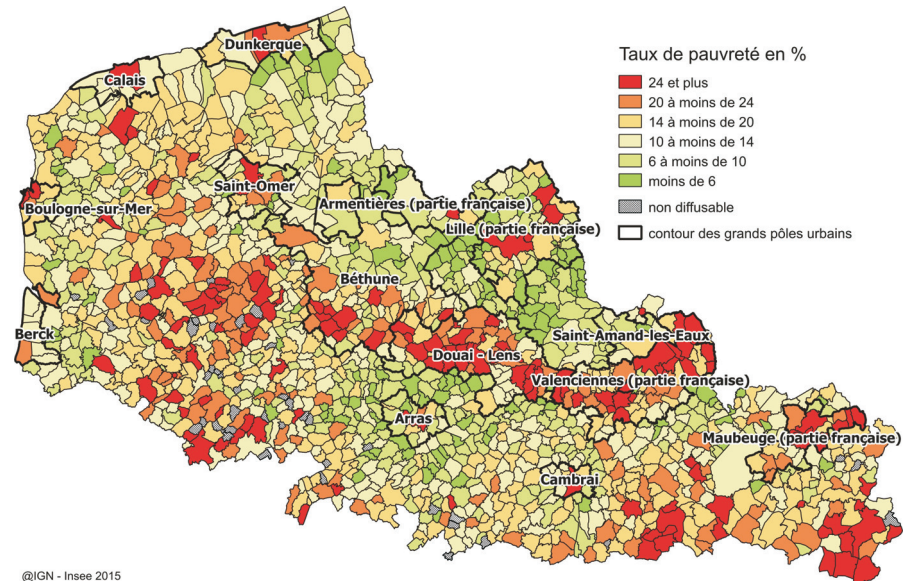 Dunkerque
Calais
Taux de pauvreté en %
24 et plus
20 à moins de 24
14 à moins de 20
10 à moins de 14
6 à moins de 10
moins de 6
non diffusable
contour des grands pôles urbains
Saint-Omer
Boulogne-sur-Mer
Armentières (partie française)
Lille (partie française)
Béthune
Berck
Saint-Amand-les-Eaux
Douai - Lens
Valenciennes (partie française)
Arras
Maubeuge (partie française)
Cambrai
@IGN - Insee 2015